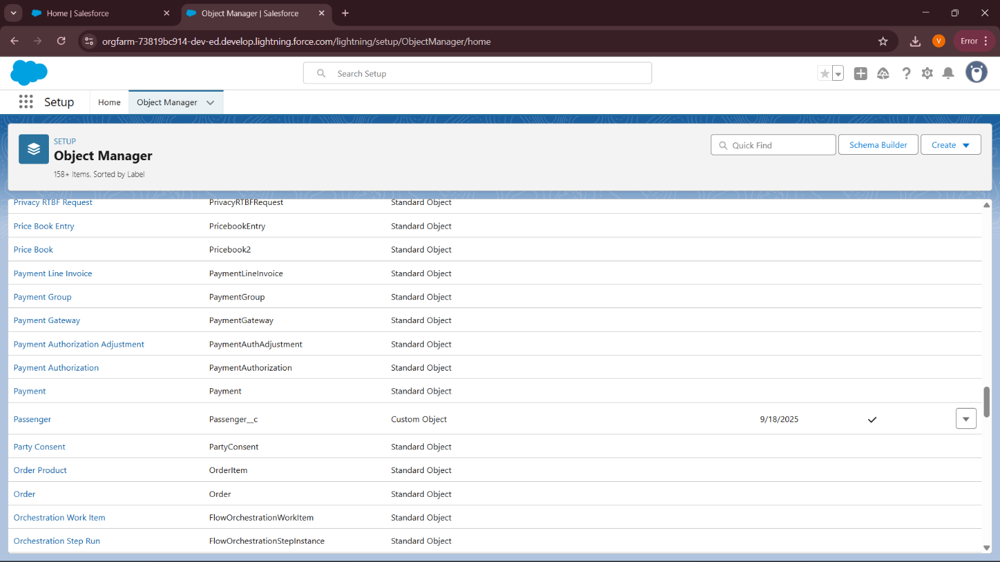 Home | Salesforce
Object Manager | Salesforce
orgfarm-73819bc914-dev-ed.develop.lightning.force.com/lightning/setup/ObjectManager/home
V
Error
Search Setup
Setup
Home
Object Manager
SETUP
Object Manager
158+ Items, Sorted by Label
Quick Find
Schema Builder
Create
Privacy RTBF Request PrivacyRTBFRequest Standard Object
Price Book Entry PricebookEntry Standard Object
Price Book Pricebook2 Standard Object
Payment Line Invoice PaymentLineInvoice Standard Object
Payment Group PaymentGroup Standard Object
Payment Gateway PaymentGateway Standard Object
Payment Authorization Adjustment PaymentAuthAdjustment Standard Object
Payment Authorization PaymentAuthorization Standard Object
Payment Payment Standard Object
Passenger Passenger__c Custom Object 9/18/2025
Party Consent PartyConsent Standard Object
Order Product OrderItem Standard Object
Order Order Standard Object
Orchestration Work Item FlowOrchestrationWorkItem Standard Object
Orchestration Step Run FlowOrchestrationStepInstance Standard Object